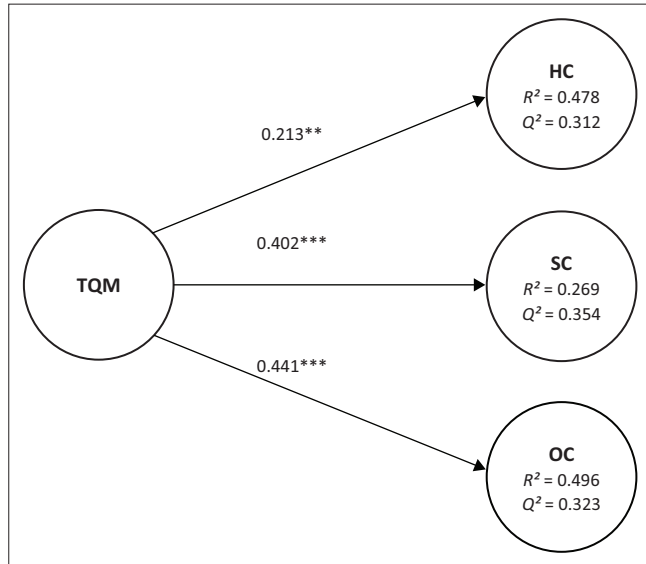 HC
R² = 0.478
Q² = 0.312
0.213**
0.402***
SC
R² = 0.269
Q² = 0.354
TQM
0.441***
OC
R² = 0.496
Q² = 0.323